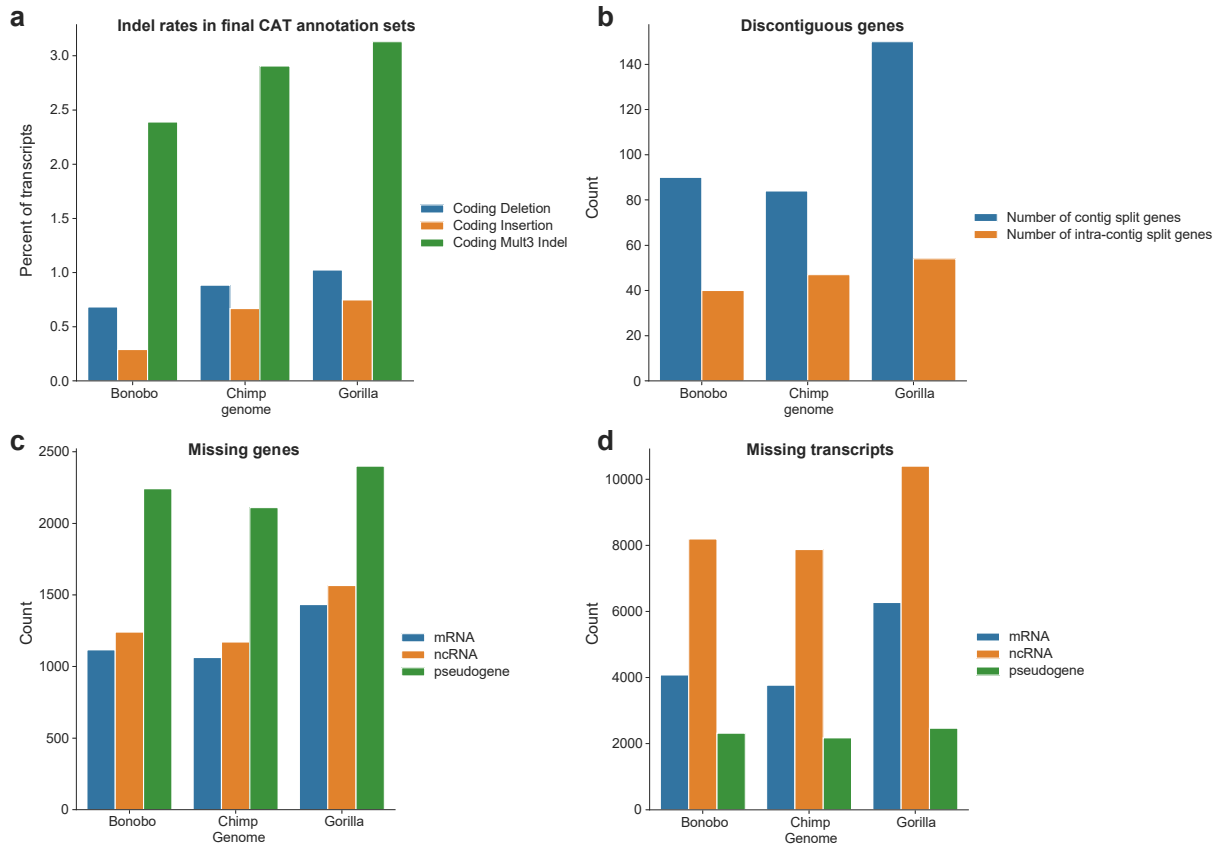 a
Indel rates in final CAT annotation sets
3.0
2.5
2.0
1.5
1.0
0.5
0.0
Percent of transcripts
Bonobo
Chimp
Gorilla
genome
Coding Deletion
Coding Insertion
Coding Mult3 Indel
b
Discontiguous genes
140
120
100
80
60
40
20
0
Count
Bonobo
Chimp
Gorilla
genome
Number of contig split genes
Number of intra-contig split genes
c
Missing genes
2500
2000
1500
1000
500
0
Count
Bonobo
Chimp
Gorilla
Genome
mRNA
ncRNA
pseudogene
d
Missing transcripts
10000
8000
6000
4000
2000
0
Count
Bonobo
Chimp
Gorilla
Genome
mRNA
ncRNA
pseudogene